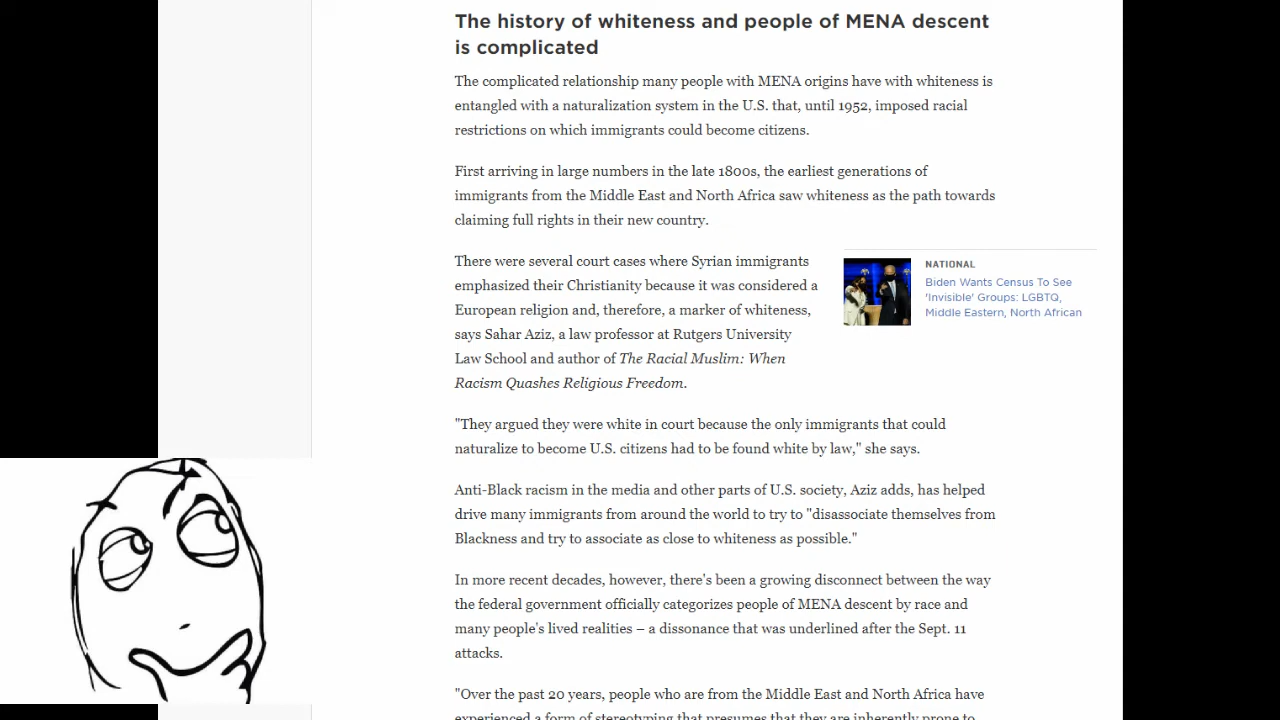 The history of whiteness and people of MENA descent
is complicated
The complicated relationship many people with MENA origins have with whiteness is
entangled with a naturalization system in the U.S. that, until 1952, imposed racial
restrictions on which immigrants could become citizens.
First arriving in large numbers in the late 1800s, the earliest generations of
immigrants from the Middle East and North Africa saw whiteness as the path towards
claiming full rights in their new country.
There were several court cases where Syrian immigrants
emphasized their Christianity because it was considered a
European religion and, therefore, a marker of whiteness,
says Sahar Aziz, a law professor at Rutgers University
Law School and author of The Racial Muslim: When
Racism Quashes Religious Freedom.
NATIONAL
Biden Wants Census To See
'Invisible' Groups: LGBTQ,
Middle Eastern, North African
"They argued they were white in court because the only immigrants that could
naturalize to become U.S. citizens had to be found white by law," she says.
Anti-Black racism in the media and other parts of U.S. society, Aziz adds, has helped
drive many immigrants from around the world to try to "disassociate themselves from
Blackness and try to associate as close to whiteness as possible."
In more recent decades, however, there's been a growing disconnect between the way
the federal government officially categorizes people of MENA descent by race and
many people's lived realities – a dissonance that was underlined after the Sept. 11
attacks.
"Over the past 20 years, people who are from the Middle East and North Africa have
experienced a form of stereotyping that presumes that they are inherently prone to